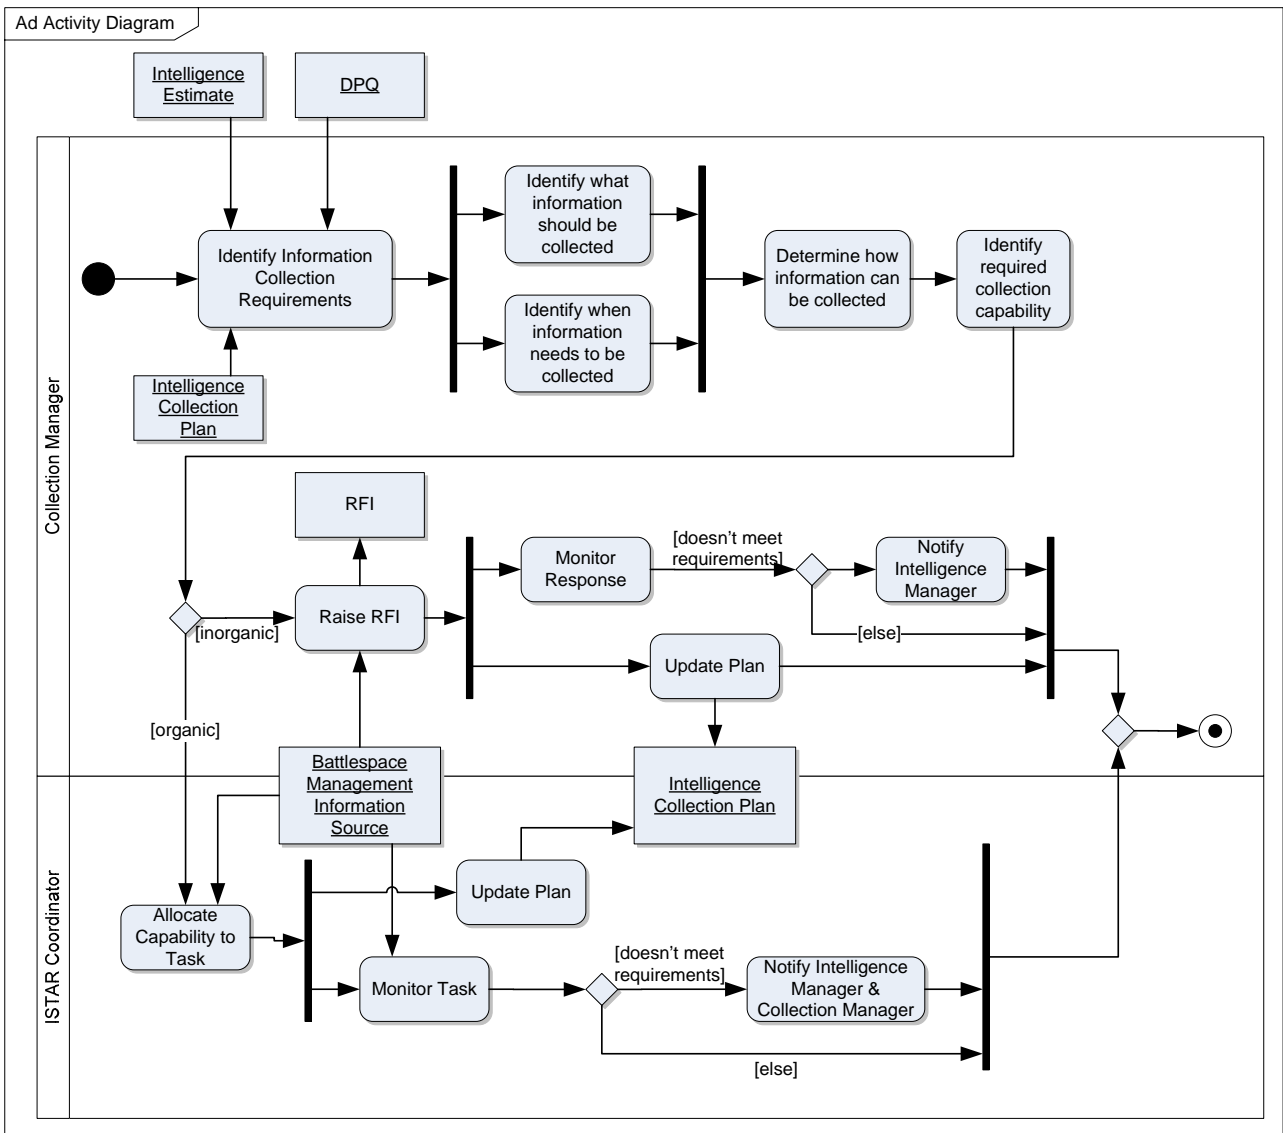 Ad Activity Diagram
Intelligence
Estimate
DPQ
Collection Manager
Identify Information
Collection
Requirements
Identify what
information
should be
collected
Identify when
information
needs to be
collected
Determine how
information can
be collected
Identify
required
collection
capability
Intelligence
Collection
Plan
RFI
[inorganic]
Raise RFI
Monitor
Response
[doesn't meet
requirements]
Notify
Intelligence
Manager
[else]
Update Plan
[organic]
Battlespace
Management
Information
Source
Intelligence
Collection Plan
ISTAR Coordinator
Allocate
Capability to
Task
Update Plan
Monitor Task
[doesn't meet
requirements]
Notify Intelligence
Manager &
Collection Manager
[else]